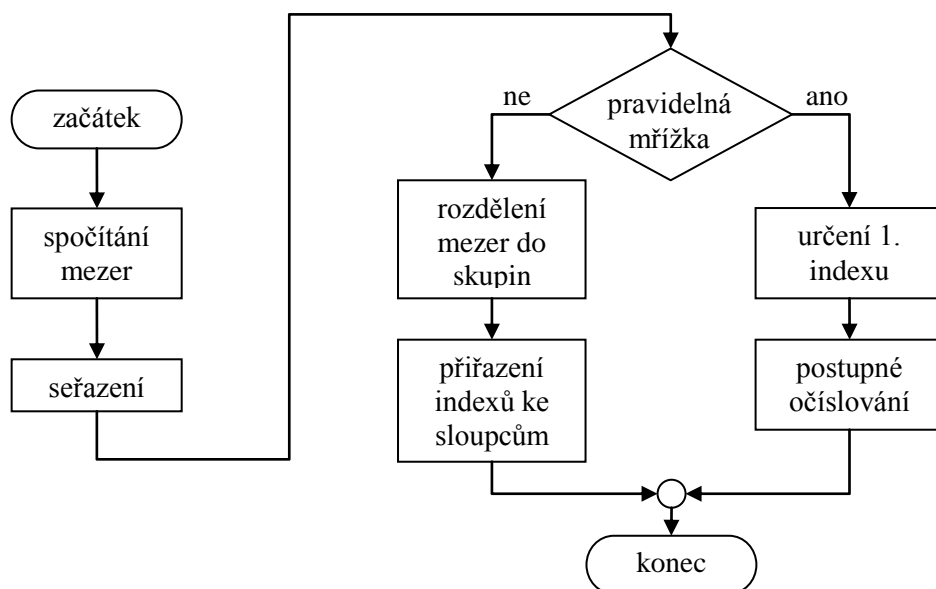 začátek
spočítání
mezer
seřazení
pravidelná
mřížka
ne
ano
rozdělení
mezer do
skupin
přiřazení
indexů ke
sloupcům
určení 1.
indexu
postupné
očíslování
konec